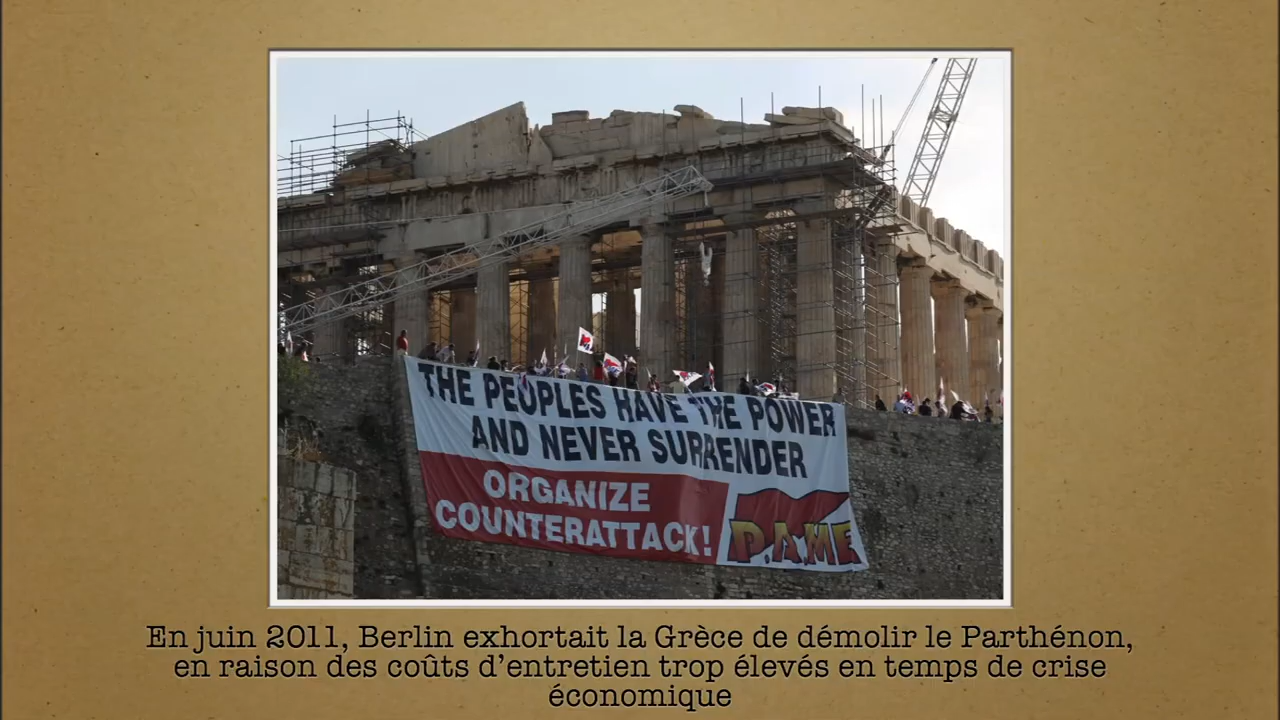 THE PEOPLES HAVE THE POWER
AND NEVER SURRENDER
ORGANIZE
COUNTERATTACK!
P.A.ME
En juin 2011, Berlin exhortait la Grèce de démolir le Parthénon,
en raison des coûts d'entretien trop élevés en temps de crise
économique